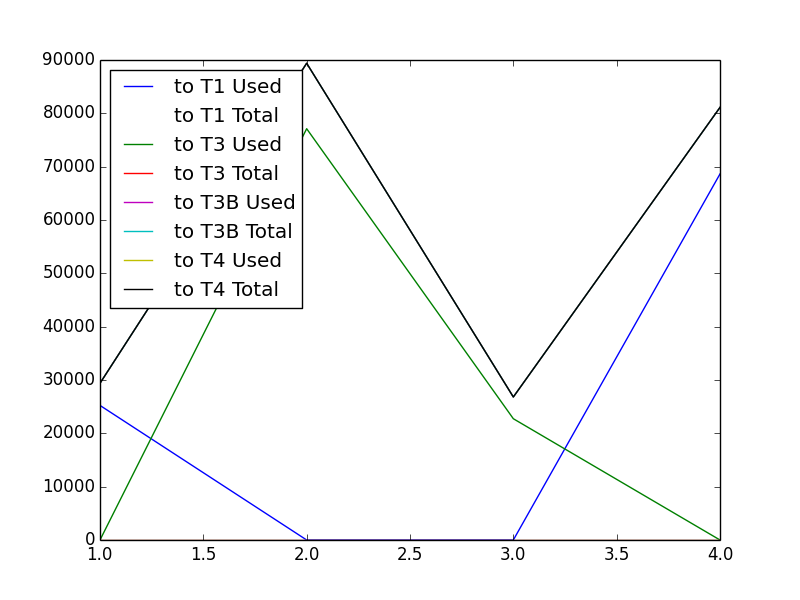 90000
80000
70000
60000
50000
40000
30000
20000
10000
0
to T1 Used
to T1 Total
to T3 Used
to T3 Total
to T3B Used
to T3B Total
to T4 Used
to T4 Total
1.0 1.5 2.0 2.5 3.0 3.5 4.0